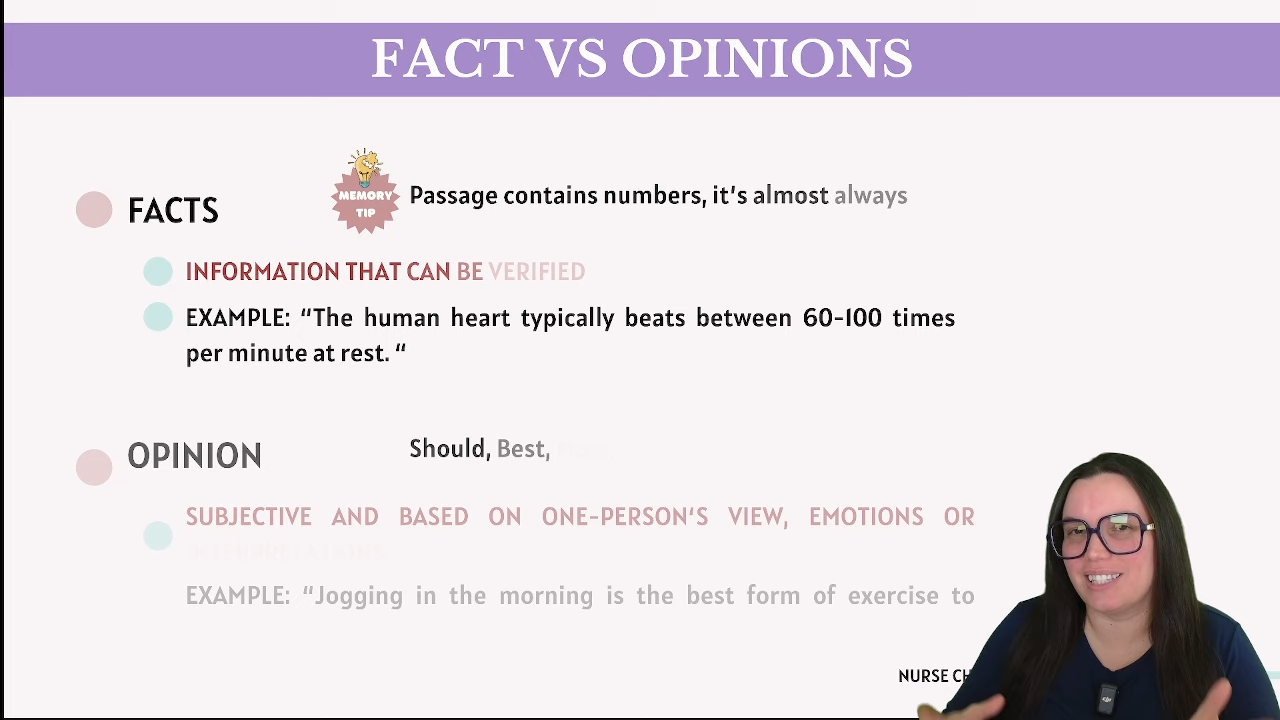 FACT VS OPINIONS
MEMORY
TIP
Passage contains numbers, it's almost always
FACTS
INFORMATION THAT CAN BE VERIFIED
EXAMPLE: "The human heart typically beats between 60-100 times
per minute at rest. "
OPINION
Should, Best,
SUBJECTIVE AND BASED ON ONE-PERSON'S VIEW, EMOTIONS OR
INTERPRETATIONS
EXAMPLE: "Jogging in the morning is the best form of exercise to
NURSE